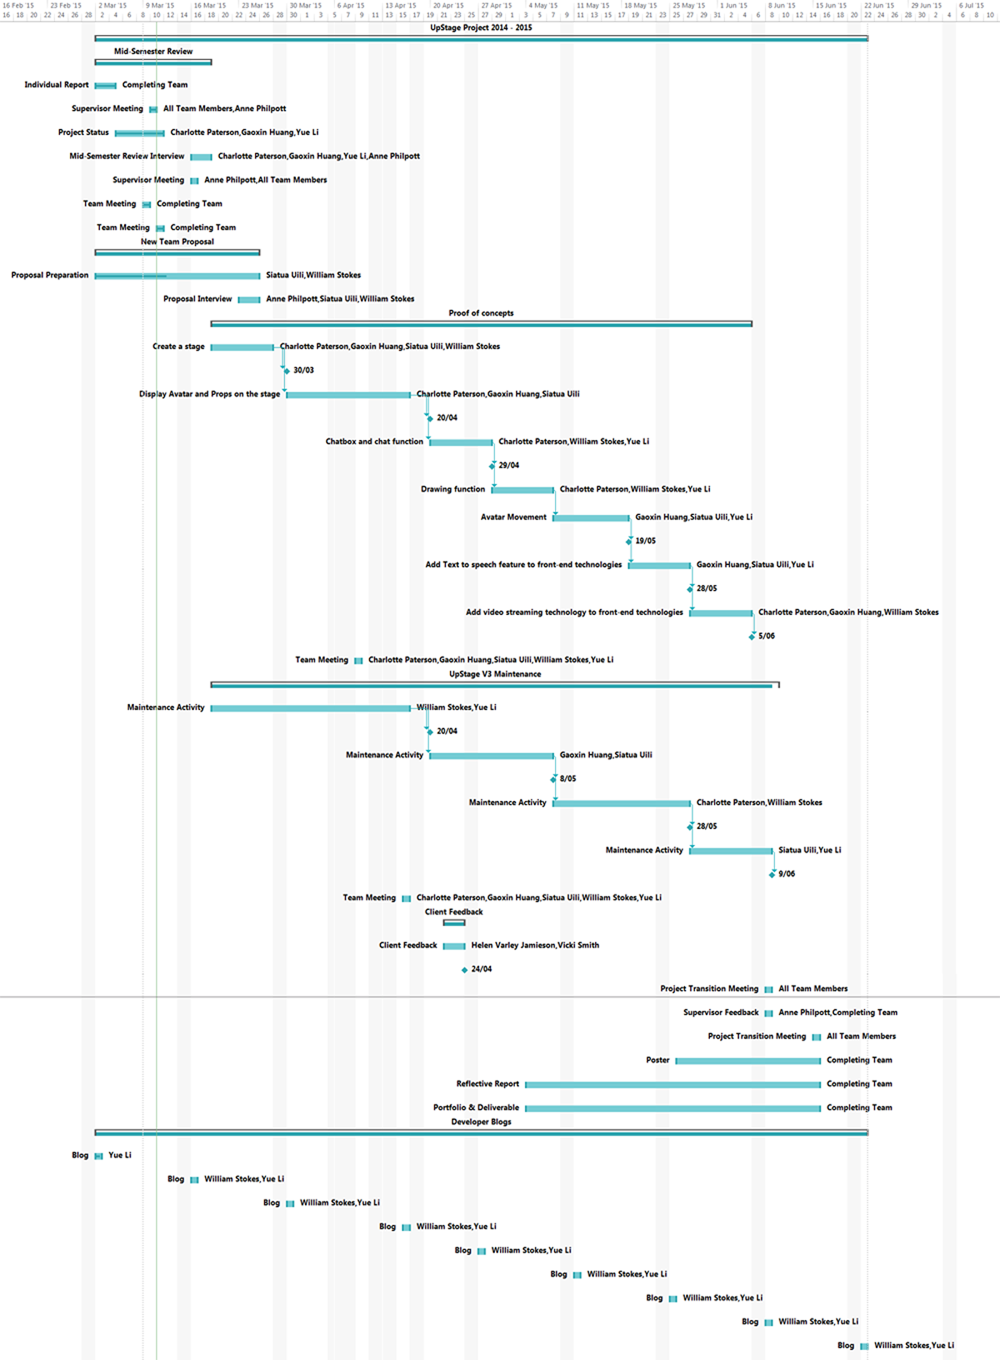 16 Feb '15 23 Feb '15 2 Mar '15 9 Mar '15 16 Mar '15 23 Mar '15 30 Mar '15 6 Apr '15 13 Apr '15 20 Apr '15 27 Apr '15 4 May '15 11 May '15 18 May '15 25 May '15 1 Jun '15 8 Jun '15 15 Jun '15 22 Jun '15 29 Jun '15 6 Jul '15
16 18 20 22 24 26 28 2 4 6 8 10 12 14 16 18 20 22 24 26 28 30 1 3 5 7 9 11 13 15 17 19 21 23 25 27 29 1 3 5 7 9 11 13 15 17 19 21 23 25 27 29 31 2 4 6 8 10 12 14 16 18 20 22 24 26 28 30 2 4 6 8 10
UpStage Project 2014 - 2015
Mid-Semester Review
Individual Report Completing Team
Supervisor Meeting All Team Members,Anne Philpott
Project Status Charlotte Paterson,Gaoxin Huang,Yue Li
Mid-Semester Review Interview Charlotte Paterson,Gaoxin Huang,Yue Li,Anne Philpott
Supervisor Meeting Anne Philpott,All Team Members
Team Meeting Completing Team
Team Meeting Completing Team
New Team Proposal
Proposal Preparation Siatua Uili,William Stokes
Proposal Interview Anne Philpott,Siatua Uili,William Stokes
Proof of concepts
Create a stage Charlotte Paterson,Gaoxin Huang,Siatua Uili,William Stokes
30/03
Display Avatar and Props on the stage Charlotte Paterson,Gaoxin Huang,Siatua Uili
20/04
Chatbox and chat function Charlotte Paterson,William Stokes,Yue Li
29/04
Drawing function Charlotte Paterson,William Stokes,Yue Li
Avatar Movement Gaoxin Huang,Siatua Uili,Yue Li
19/05
Add Text to speech feature to front-end technologies Gaoxin Huang,Siatua Uili,Yue Li
28/05
Add video streaming technology to front-end technologies Charlotte Paterson,Gaoxin Huang,William Stokes
5/06
Team Meeting Charlotte Paterson,Gaoxin Huang,Siatua Uili,William Stokes,Yue Li
UpStage V3 Maintenance
Maintenance Activity William Stokes,Yue Li
20/04
Maintenance Activity Gaoxin Huang,Siatua Uili
8/05
Maintenance Activity Charlotte Paterson,William Stokes
28/05
Maintenance Activity Siatua Uili,Yue Li
9/06
Team Meeting Charlotte Paterson,Gaoxin Huang,Siatua Uili,William Stokes,Yue Li
Client Feedback
Client Feedback Helen Varley Jamieson,Vicki Smith
24/04
Project Transition Meeting All Team Members
Supervisor Feedback Anne Philpott,Completing Team
Project Transition Meeting All Team Members
Poster Completing Team
Reflective Report Completing Team
Portfolio & Deliverable Completing Team
Developer Blogs
Blog Yue Li
Blog William Stokes,Yue Li
Blog William Stokes,Yue Li
Blog William Stokes,Yue Li
Blog William Stokes,Yue Li
Blog William Stokes,Yue Li
Blog William Stokes,Yue Li
Blog William Stokes,Yue Li
Blog William Stokes,Yue Li